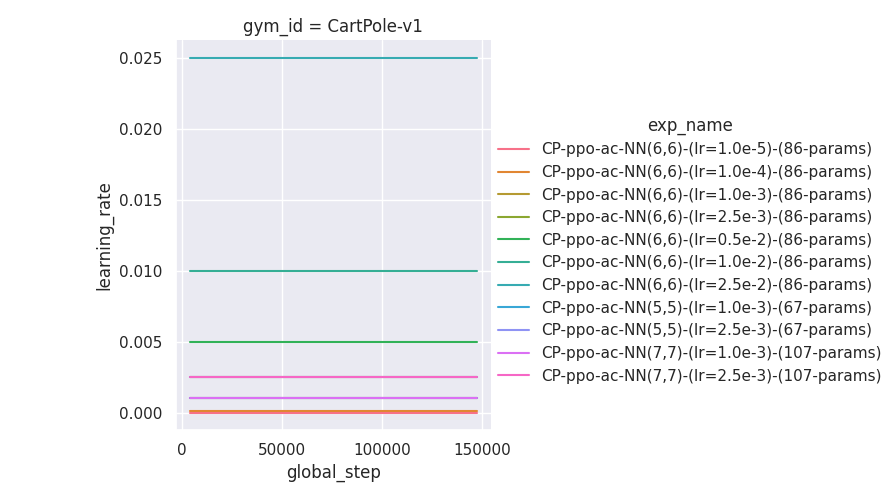 gym_id = CartPole-v1
0.025
0.020
0.015
0.010
0.005
0.000
learning_rate
0
50000
100000
150000
global_step
exp_name
CP-ppo-ac-NN(6,6)-(lr=1.0e-5)-(86-params)
CP-ppo-ac-NN(6,6)-(lr=1.0e-4)-(86-params)
CP-ppo-ac-NN(6,6)-(lr=1.0e-3)-(86-params)
CP-ppo-ac-NN(6,6)-(lr=2.5e-3)-(86-params)
CP-ppo-ac-NN(6,6)-(lr=0.5e-2)-(86-params)
CP-ppo-ac-NN(6,6)-(lr=1.0e-2)-(86-params)
CP-ppo-ac-NN(6,6)-(lr=2.5e-2)-(86-params)
CP-ppo-ac-NN(5,5)-(lr=1.0e-3)-(67-params)
CP-ppo-ac-NN(5,5)-(lr=2.5e-3)-(67-params)
CP-ppo-ac-NN(7,7)-(lr=1.0e-3)-(107-params)
CP-ppo-ac-NN(7,7)-(lr=2.5e-3)-(107-params)